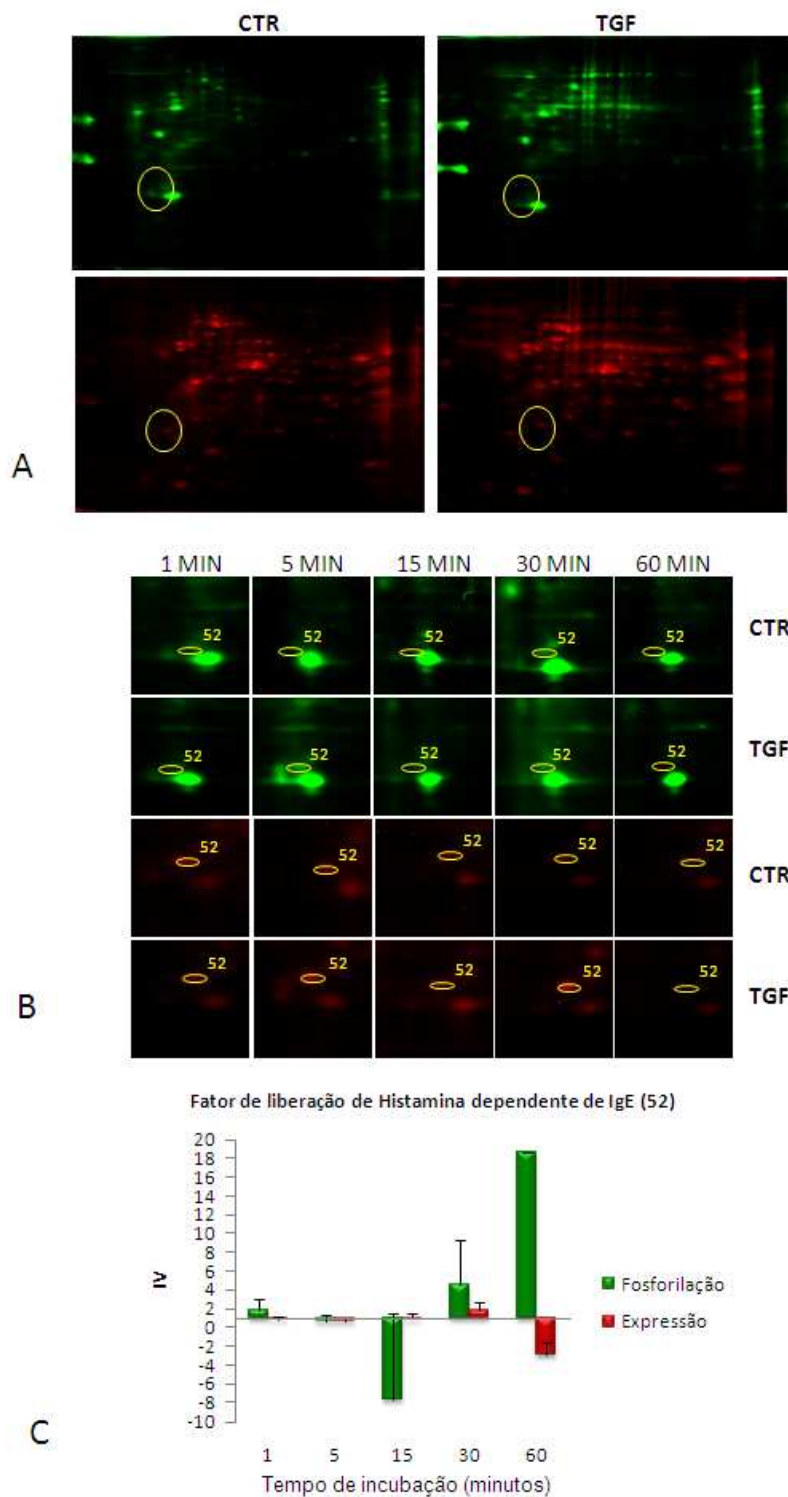 CTR TGF
A
1 MIN 5 MIN 15 MIN 30 MIN 60 MIN
52 52 52 52 52 CTR
52 52 52 52 52 TGF
52 52 52 52 52 CTR
52 52 52 52 52 TGF
B
Fator de liberação de Histamina dependente de IgE (52)
20
18
16
14
12
10
8
6
4
2
0
-2
-4
-6
-8
-10
IV
Fosforilação
Expressão
1 5 15 30 60
Tempo de incubação (minutos)
C